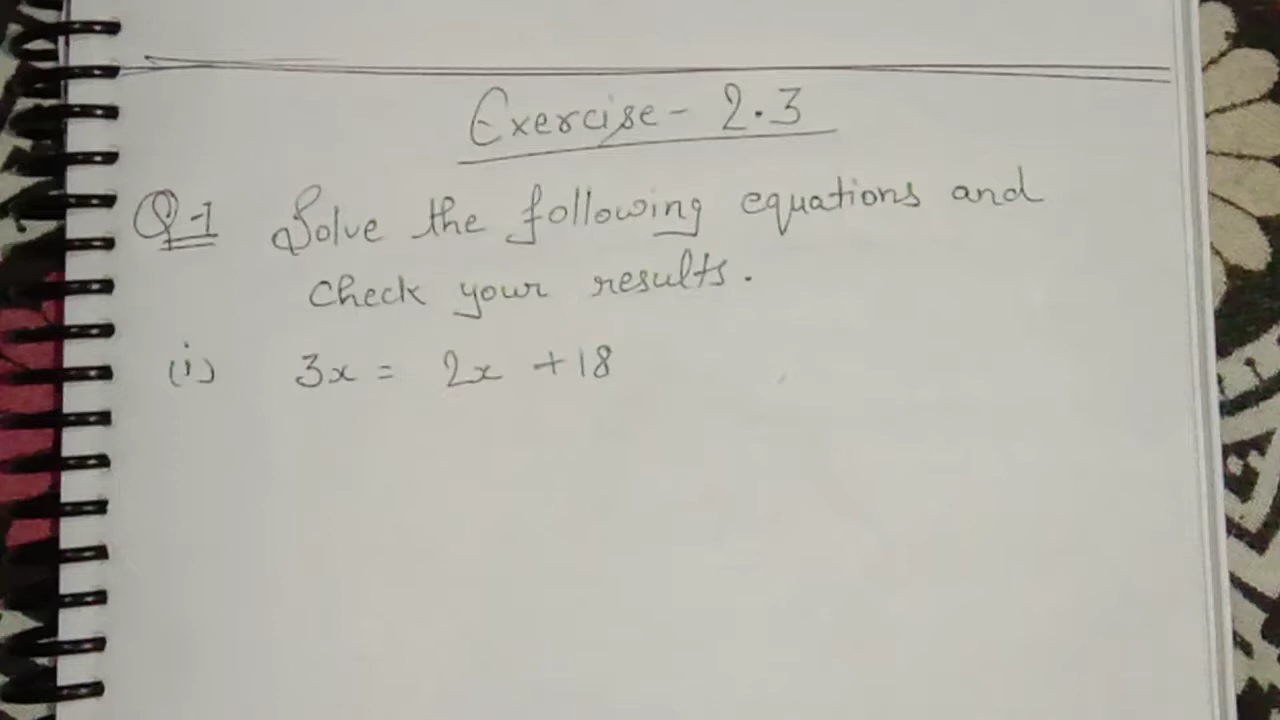 Exercise - 2.3
Q-1 Solve the following equations and
check your results.
(i) 3x = 2x + 18